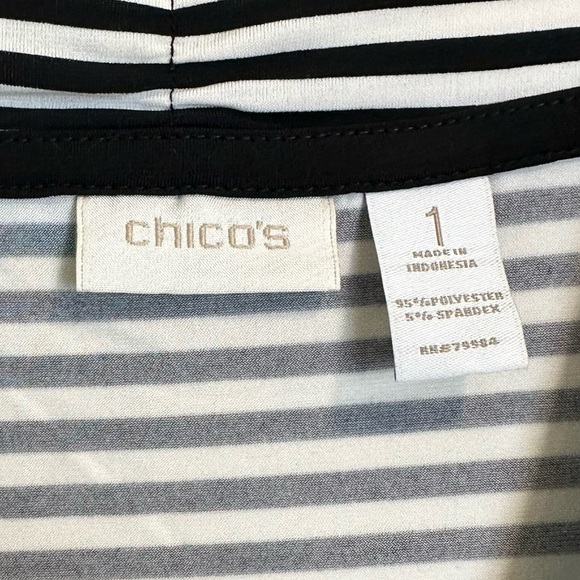 chico's
1
MADE IN
INDONESIA
95%POLYESTER
5% SPANDEX
RN#79984